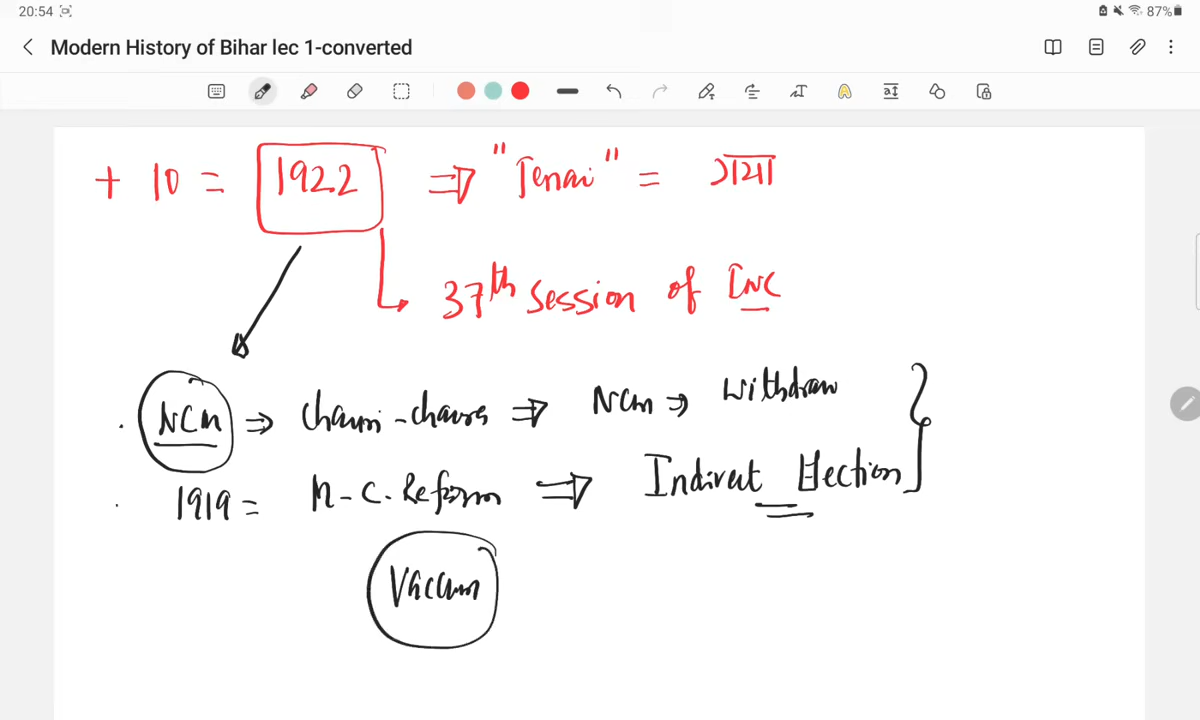 20:54
87%
Modern History of Bihar lec 1-converted
+ 10 = 1922 ⇒ " " = गया
37th Session of INC
NCM ⇒ Chauri-chaura ⇒ NCM ⇒ withdraw
1919 = M-C. Reform ⇒ Indirect Election
Vaccum